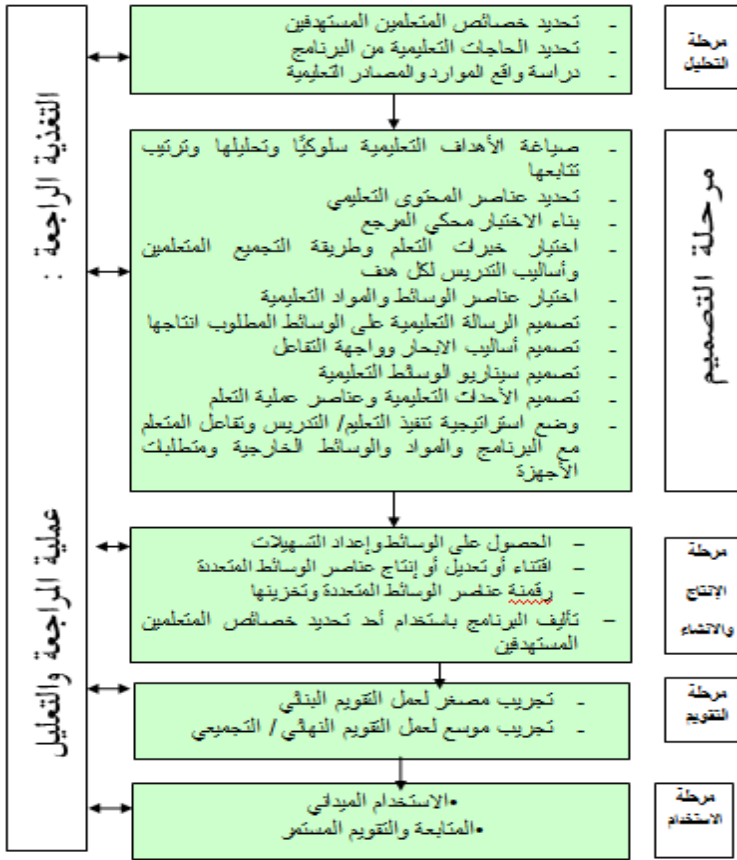 مرحلة
التحليل
- تحديد خصائص المتعلمين المستهدفين
- تحديد الحاجات التعليمية من البرنامج
- دراسة واقع الموارد والمصادر التعليمية
مرحلة التصميم
- صياغة الأهداف التعليمية سلوكيًا وتحليلها وترتيب
تتابعها
- تحديد عناصر المحتوى التعليمي
- بناء الاختبار محكي المرجع
- اختيار خبرات التعلم وطريقة التجميع المتعلمين
وأساليب التدريس لكل هدف
- اختيار عناصر الوسائط والمواد التعليمية
- تصميم الرسالة التعليمية على الوسائط المطلوب انتاجها
- تصميم أساليب الابحار وواجهة التفاعل
- تصميم سيناريو الوسائط التعليمية
- تصميم الأحداث التعليمية وعناصر عملية التعلم
- وضع استراتيجية تنفيذ التعليم/ التدريس وتفاعل المتعلم
مع البرنامج والمواد والوسائط الخارجية ومتطلبات
الأجهزة
مرحلة
الإنتاج
والانشاء
– الحصول على الوسائط وإعداد التسهيلات
– اقتناء أو تعديل أو إنتاج عناصر الوسائط المتعددة
– رقمنة عناصر الوسائط المتعددة وتخزينها
– تأليف البرنامج باستخدام أحد تحديد خصائص المتعلمين
المستهدفين
مرحلة
التقويم
- تجريب مصغر لعمل التقويم البنائي
- تجريب موسع لعمل التقويم النهائي / التجميعي
مرحلة
الاستخدام
•الاستخدام الميداني
•المتابعة والتقويم المستمر
التغذية الراجعة :
عملية المراجعة والتعليل